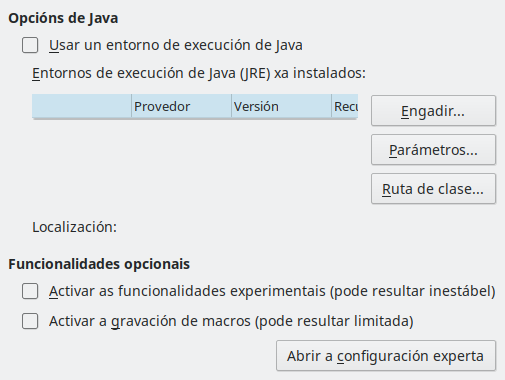 Opcións de Java
Usar un entorno de execución de Java
Entornos de execución de Java (JRE) xa instalados:
Provedor Versión Recu
Engadir...
Parámetros...
Ruta de clase...
Localización:
Funcionalidades opcionais
Activar as funcionalidades experimentais (pode resultar inestábel)
Activar a gravación de macros (pode resultar limitada)
Abrir a configuración experta